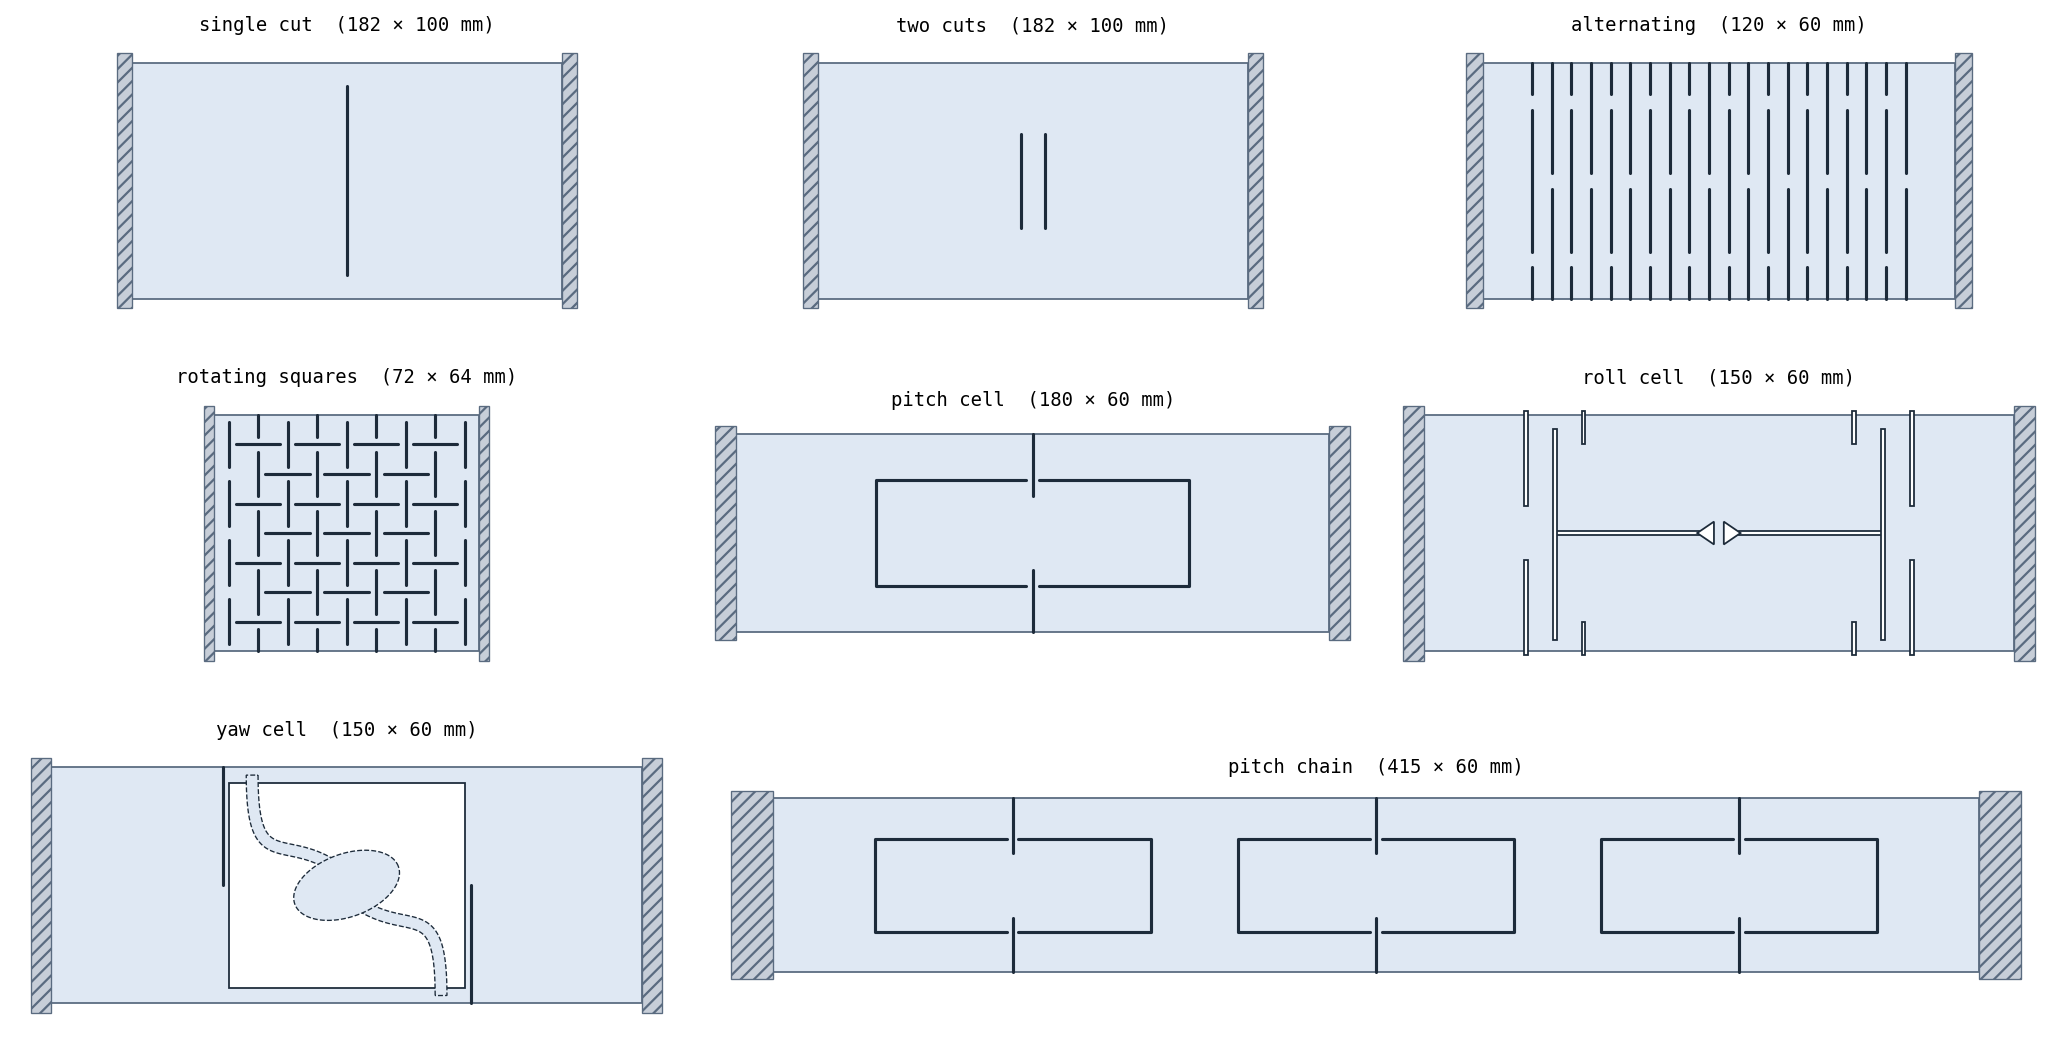 single cut  (182 × 100 mm)
two cuts  (182 × 100 mm)
alternating  (120 × 60 mm)
rotating squares  (72 × 64 mm)
pitch cell  (180 × 60 mm)
roll cell  (150 × 60 mm)
yaw cell  (150 × 60 mm)
pitch chain  (415 × 60 mm)